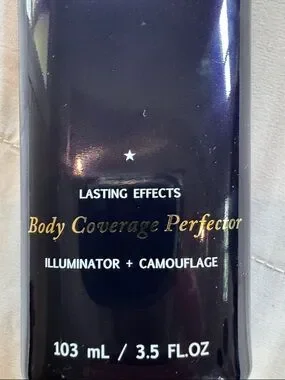 LASTING EFFECTS
Body Coverage Perfector
ILLUMINATOR + CAMOUFLAGE
103 mL / 3.5 FL.OZ